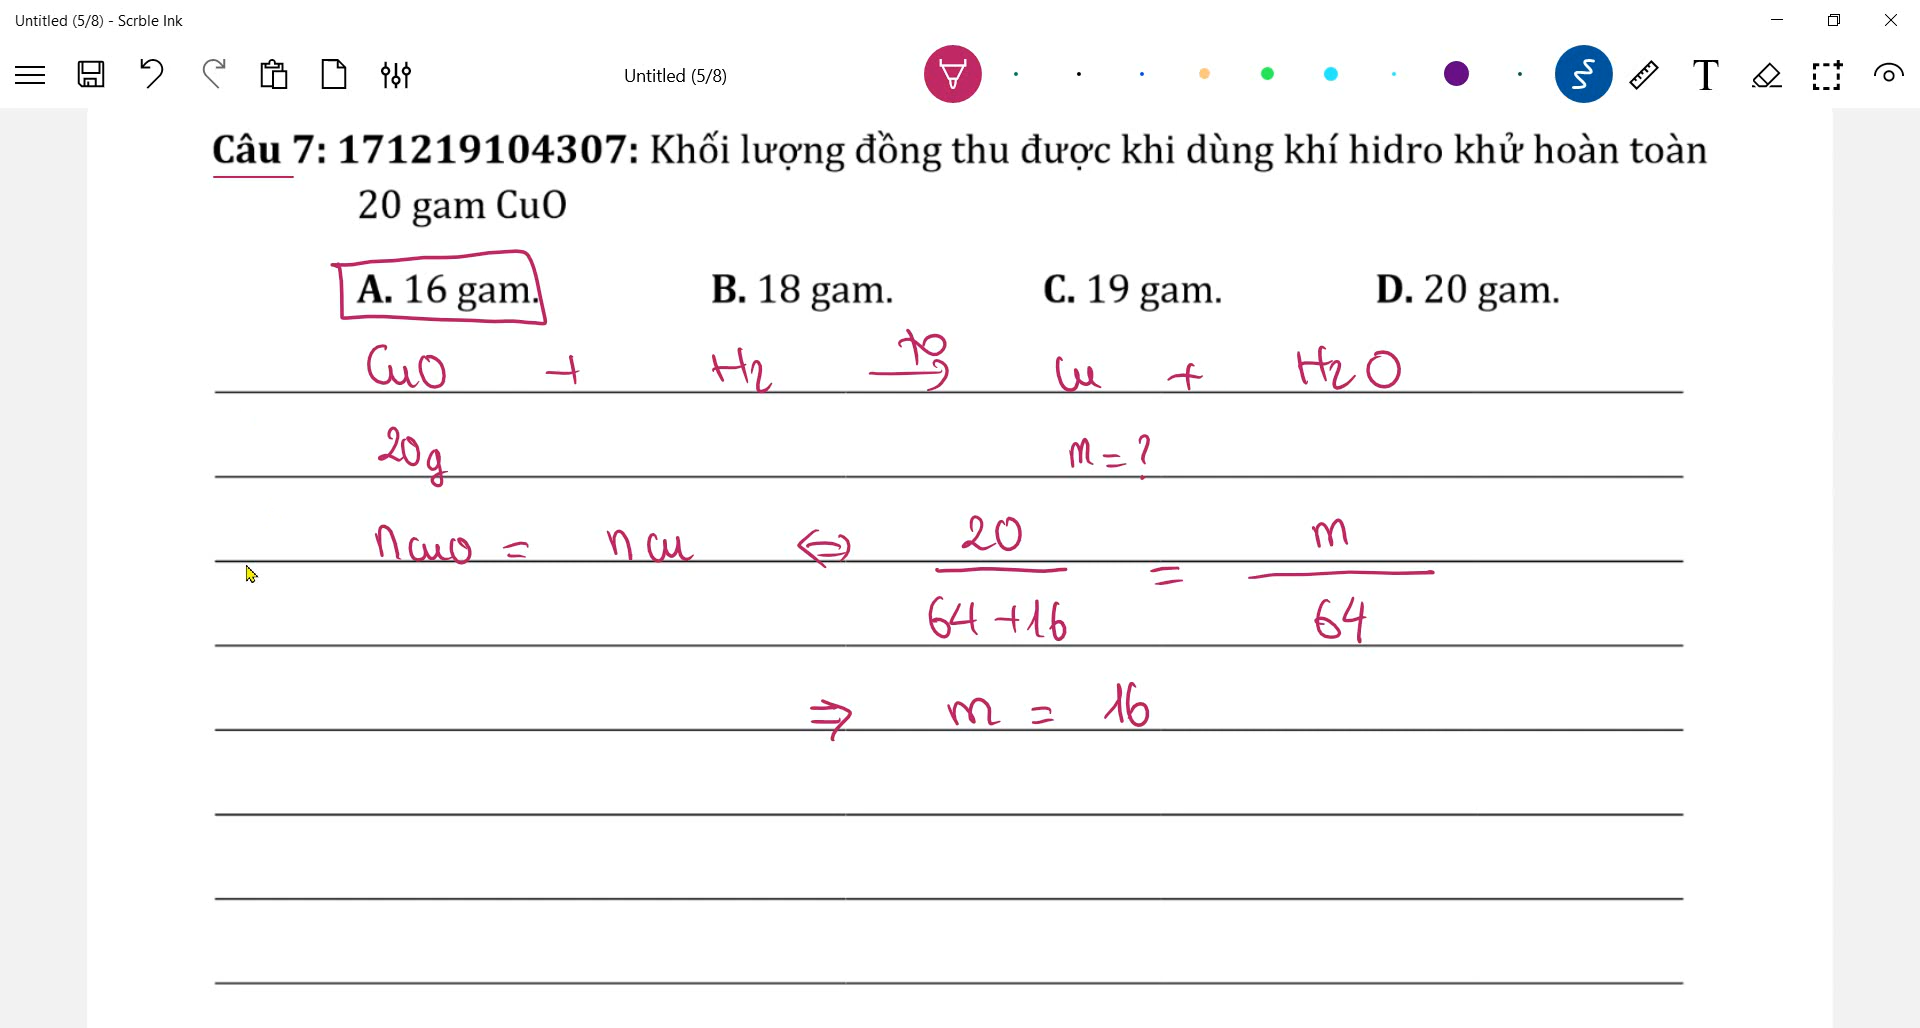 Untitled (5/8) - Scrble Ink
Untitled (5/8)
T
Câu 7: 171219104307: Khối lượng đồng thu được khi dùng khí hidro khử hoàn toàn
20 gam CuO
A. 16 gam. B. 18 gam. C. 19 gam. D. 20 gam.
CuO + H2 →(t0) Cu + H2O
20g m = ?
nCuO = nCu ⇔ 20/(64+16) = m/64
⇒ m = 16